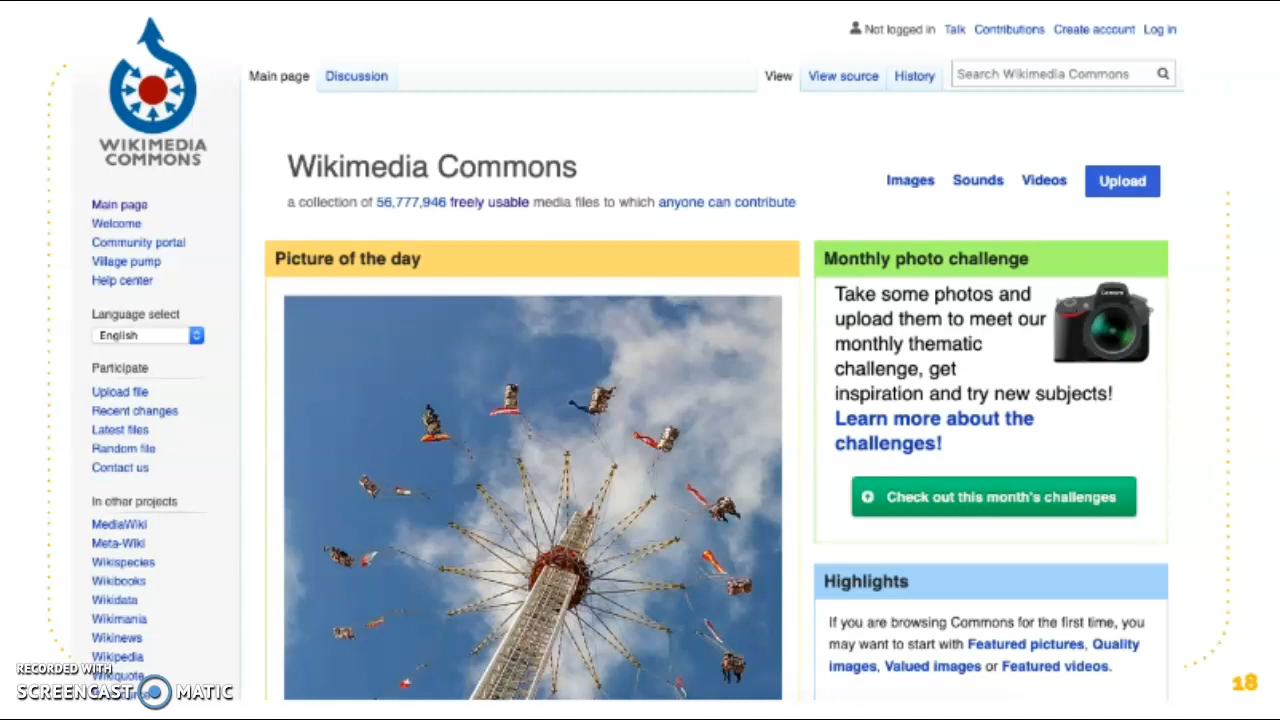 Not logged in Talk Contributions Create account Log in
Main page Discussion View View source History Search Wikimedia Commons
WIKIMEDIA
COMMONS
Main page
Welcome
Community portal
Village pump
Help center
Language select
English
Participate
Upload file
Recent changes
Latest files
Random file
Contact us
In other projects
MediaWiki
Meta-Wiki
Wikispecies
Wikibooks
Wikidata
Wikimania
Wikinews
Wikipedia
Wikiquote
Wikimedia Commons
a collection of 56,777,946 freely usable media files to which anyone can contribute
Images Sounds Videos Upload
Picture of the day
Monthly photo challenge
Take some photos and
upload them to meet our
monthly thematic
challenge, get
inspiration and try new subjects!
Learn more about the
challenges!
Check out this month's challenges
Highlights
If you are browsing Commons for the first time, you
may want to start with Featured pictures, Quality
images, Valued images or Featured videos.
RECORDED WITH
SCREENCAST MATIC
18